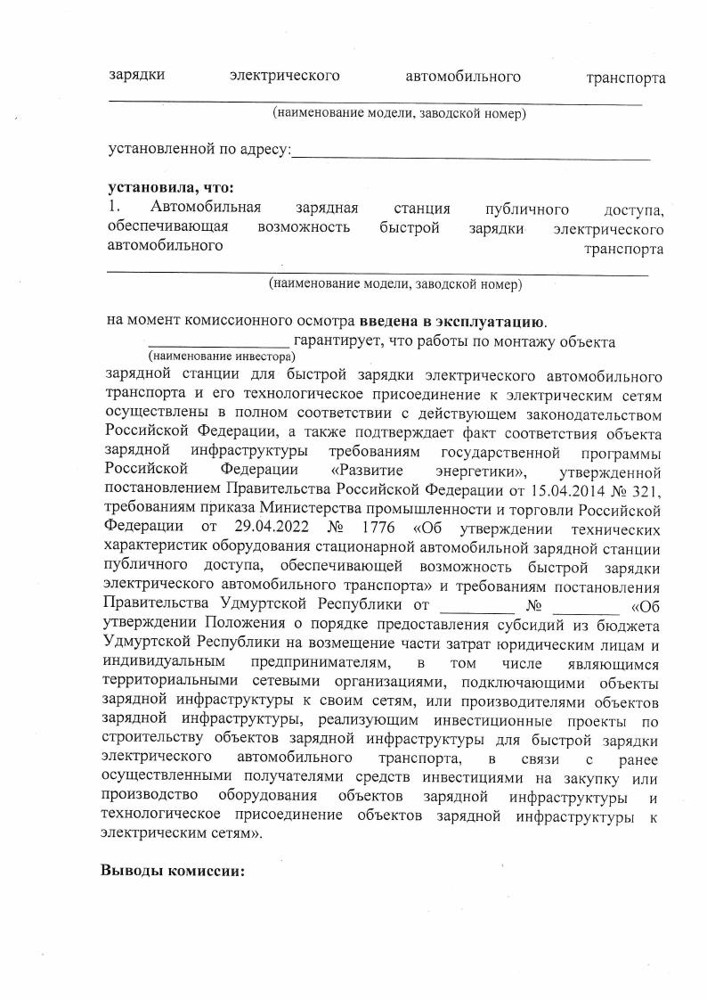 зарядки электрического автомобильного транспорта
(наименование модели, заводской номер)
установленной по адресу:
установила, что:
1. Автомобильная зарядная станция публичного доступа,
обеспечивающая возможность быстрой зарядки электрического
автомобильного транспорта
(наименование модели, заводской номер)
на момент комиссионного осмотра введена в эксплуатацию.
гарантирует, что работы по монтажу объекта
(наименование инвестора)
зарядной станции для быстрой зарядки электрического автомобильного
транспорта и его технологическое присоединение к электрическим сетям
осуществлены в полном соответствии с действующем законодательством
Российской Федерации, а также подтверждает факт соответствия объекта
зарядной инфраструктуры требованиям государственной программы
Российской Федерации «Развитие энергетики», утвержденной
постановлением Правительства Российской Федерации от 15.04.2014 № 321,
требованиям приказа Министерства промышленности и торговли Российской
Федерации от 29.04.2022 № 1776 «Об утверждении технических
характеристик оборудования стационарной автомобильной зарядной станции
публичного доступа, обеспечивающей возможность быстрой зарядки
электрического автомобильного транспорта» и требованиям постановления
Правительства Удмуртской Республики от ________ № ________ «Об
утверждении Положения о порядке предоставления субсидий из бюджета
Удмуртской Республики на возмещение части затрат юридическим лицам и
индивидуальным предпринимателям, в том числе являющимся
территориальными сетевыми организациями, подключающими объекты
зарядной инфраструктуры к своим сетям, или производителями объектов
зарядной инфраструктуры, реализующим инвестиционные проекты по
строительству объектов зарядной инфраструктуры для быстрой зарядки
электрического автомобильного транспорта, в связи с ранее
осуществленными получателями средств инвестициями на закупку или
производство оборудования объектов зарядной инфраструктуры и
технологическое присоединение объектов зарядной инфраструктуры к
электрическим сетям».
Выводы комиссии: